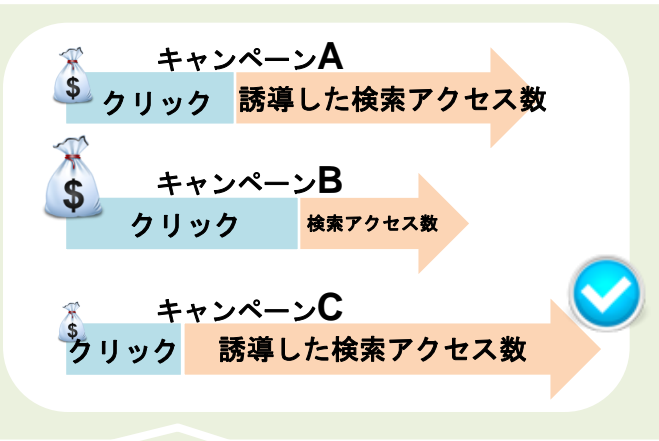 キャンペーンA
$
クリック 誘導した検索アクセス数
キャンペーンB
$
クリック 検索アクセス数
キャンペーンC
$
クリック 誘導した検索アクセス数